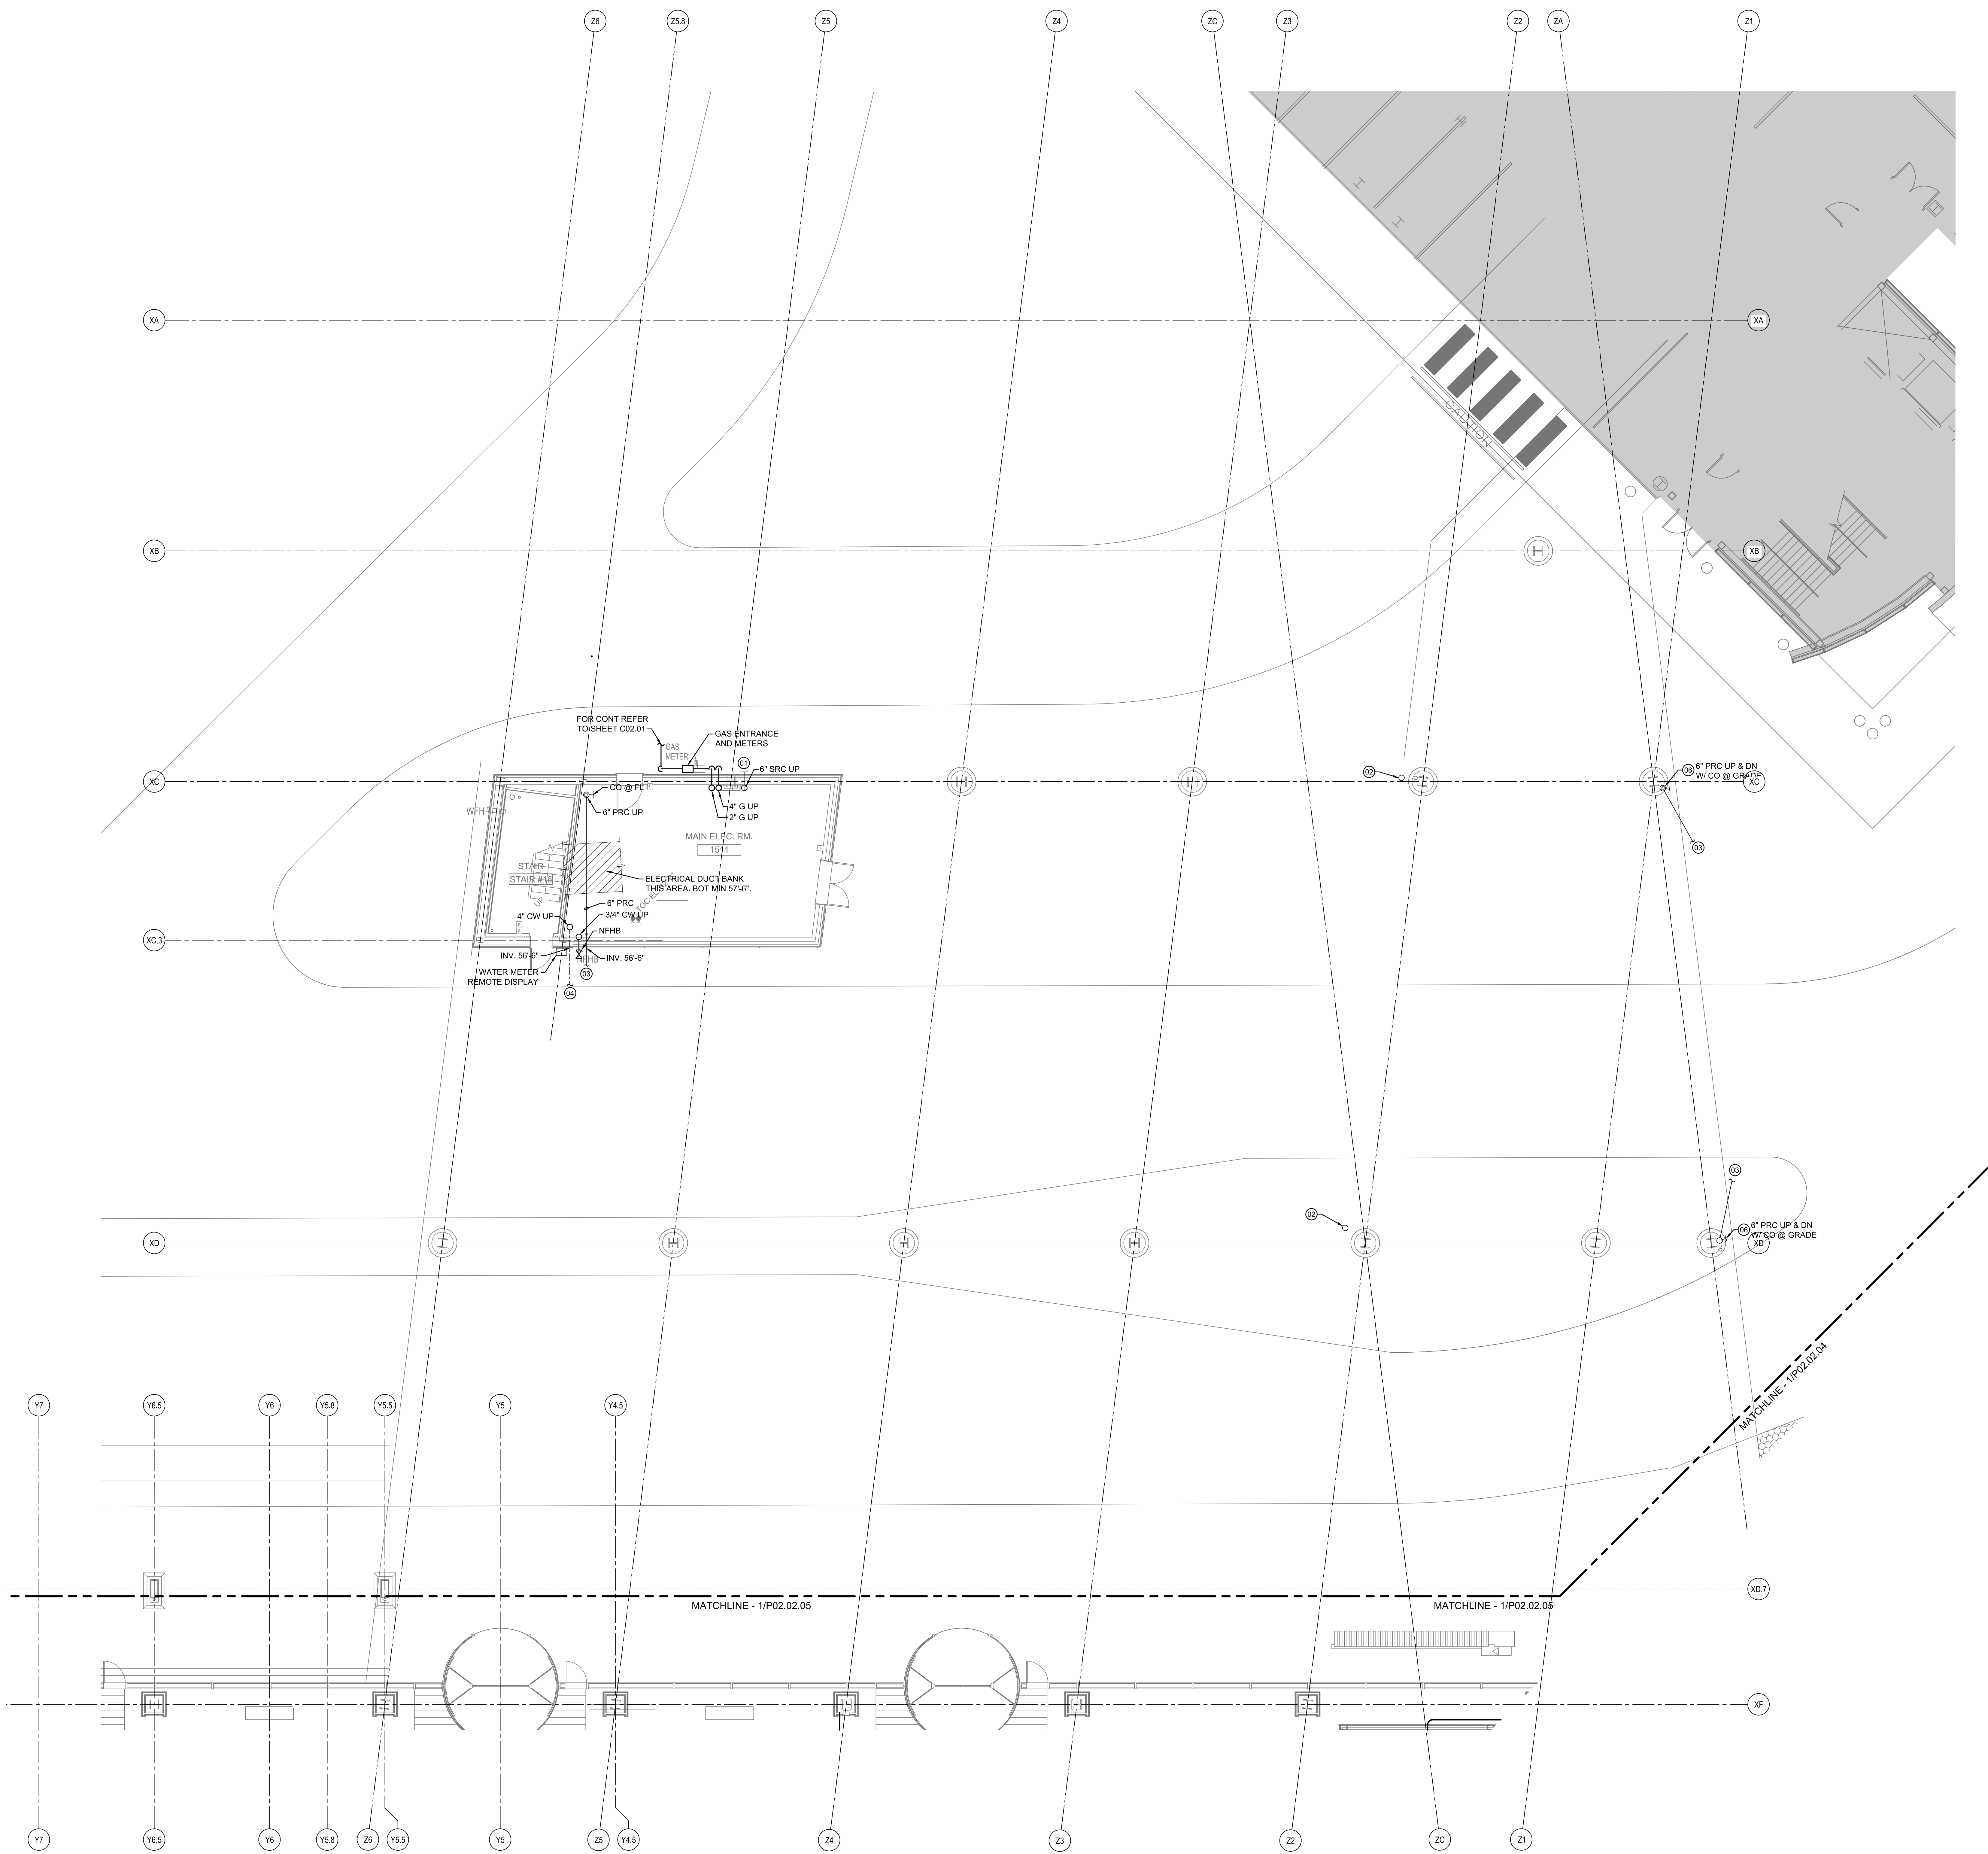 Z6
Z5.8
Z5
Z4
ZC
Z3
Z2
ZA
Z1
XA
XA
CAUTION
XB
XB
FOR CONT REFER
TO SHEET C02.01
GAS
METER
GAS ENTRANCE
AND METERS
01
6" SRC UP
XC
CO @ FL
6" PRC UP
WFH
4" G UP
2" G UP
02
06
6" PRC UP & DN
W/ CO @ GRADE
XC
03
MAIN ELEC. RM.
1511
STAIR
STAIR #16
UP
ELECTRICAL DUCT BANK
THIS AREA. BOT MIN 57'-6".
6" PRC
3/4" CW UP
4" CW UP
NFHB
XC.3
INV. 56'-6"
NFHB
INV. 56'-6"
WATER METER
REMOTE DISPLAY
03
04
03
02
06
6" PRC UP & DN
W/ CO @ GRADE
XD
XD
MATCHLINE - 1/P02.02.04
Y7
Y6.5
Y6
Y5.8
Y5.5
Y5
Y4.5
XD.7
MATCHLINE - 1/P02.02.05
MATCHLINE - 1/P02.02.05
XF
Y7
Y6.5
Y6
Y5.8
Z6
Y5.5
Y5
Z5
Y4.5
Z4
Z3
Z2
ZC
Z1